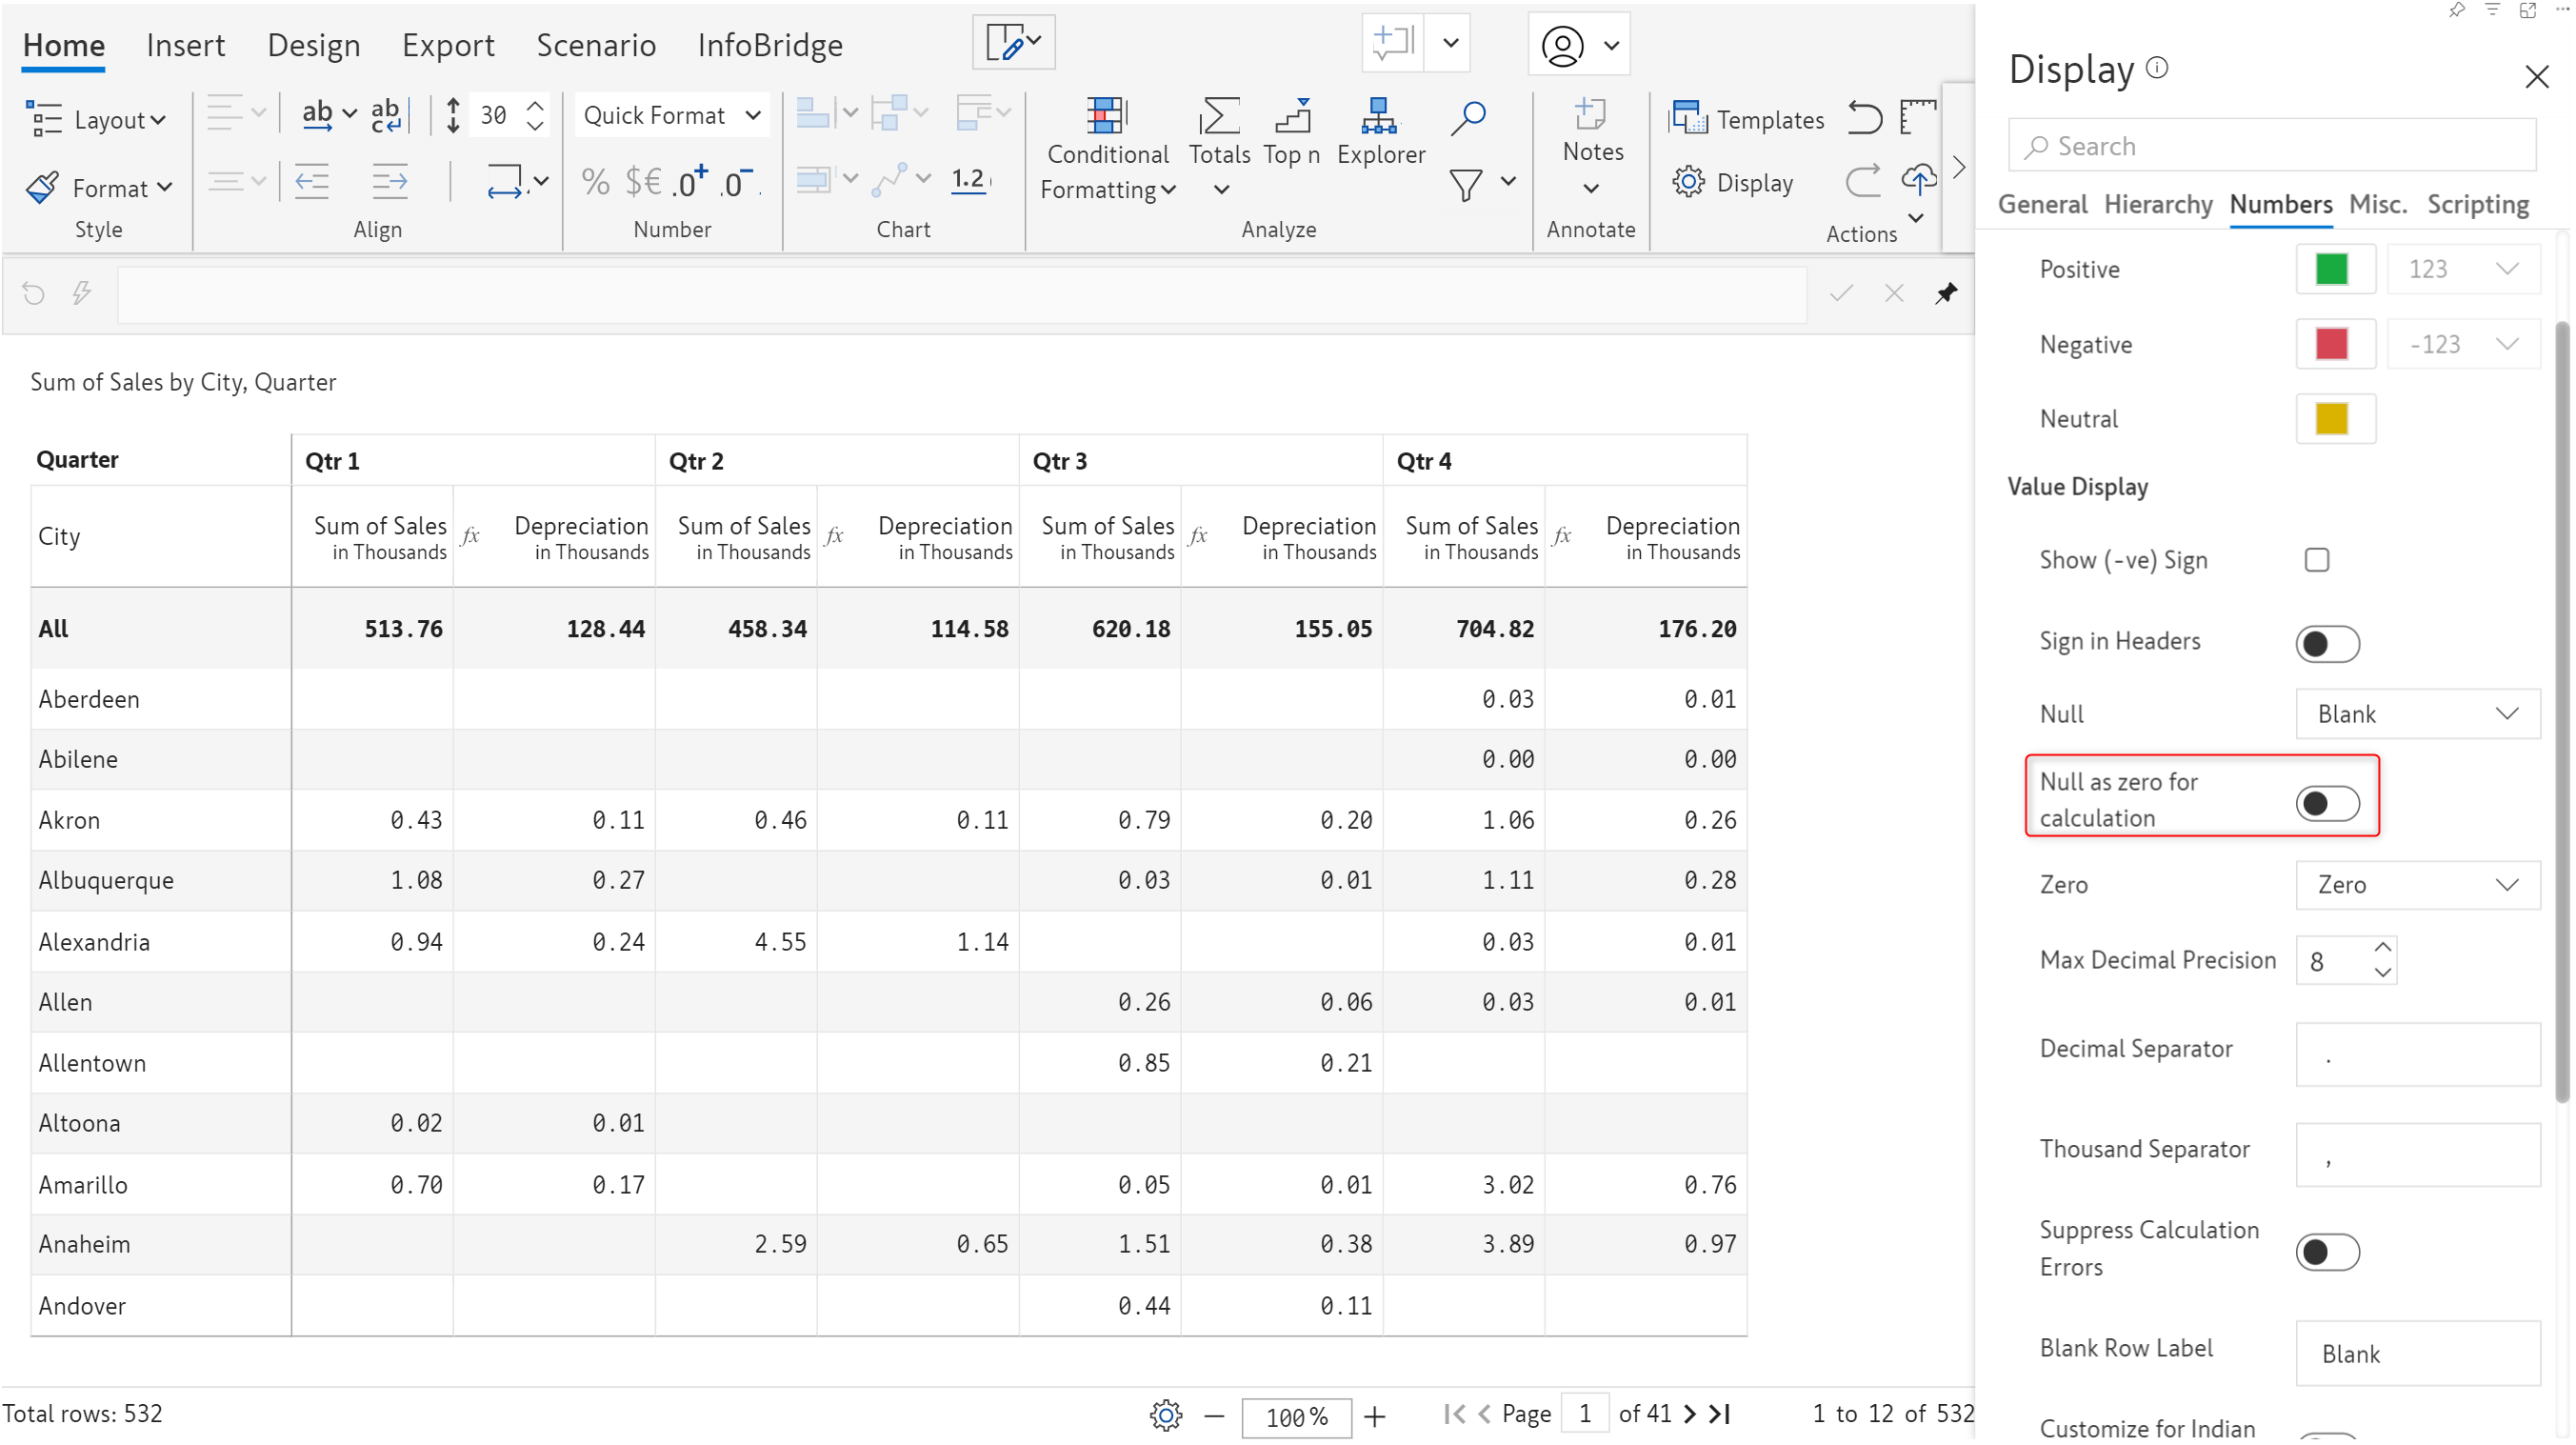 Home Insert Design Export Scenario InfoBridge
Layout
ab
ab
c
30
Quick Format
Conditional
Formatting
Totals
Top n
Explorer
Notes
Templates
Format
% $€ .0+ .0-
1.2
Display
Style
Align
Number
Chart
Analyze
Annotate
Actions
Sum of Sales by City, Quarter
Quarter Qtr 1 Qtr 2 Qtr 3 Qtr 4
City Sum of Sales fx Depreciation Sum of Sales fx Depreciation Sum of Sales fx Depreciation Sum of Sales fx Depreciation
in Thousands in Thousands in Thousands in Thousands in Thousands in Thousands in Thousands in Thousands
All 513.76 128.44 458.34 114.58 620.18 155.05 704.82 176.20
Aberdeen 0.03 0.01
Abilene 0.00 0.00
Akron 0.43 0.11 0.46 0.11 0.79 0.20 1.06 0.26
Albuquerque 1.08 0.27 0.03 0.01 1.11 0.28
Alexandria 0.94 0.24 4.55 1.14 0.03 0.01
Allen 0.26 0.06 0.03 0.01
Allentown 0.85 0.21
Altoona 0.02 0.01
Amarillo 0.70 0.17 0.05 0.01 3.02 0.76
Anaheim 2.59 0.65 1.51 0.38 3.89 0.97
Andover 0.44 0.11
Total rows: 532
100%
Page 1 of 41
1 to 12 of 532
Display
Search
General Hierarchy Numbers Misc. Scripting
Positive 123
Negative -123
Neutral
Value Display
Show (-ve) Sign
Sign in Headers
Null Blank
Null as zero for
calculation
Zero Zero
Max Decimal Precision 8
Decimal Separator .
Thousand Separator ,
Suppress Calculation
Errors
Blank Row Label Blank
Customize for Indian